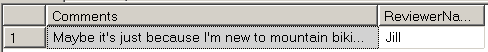 Comments ReviewerNa...
1 Maybe it's just because I'm new to mountain biki... Jill